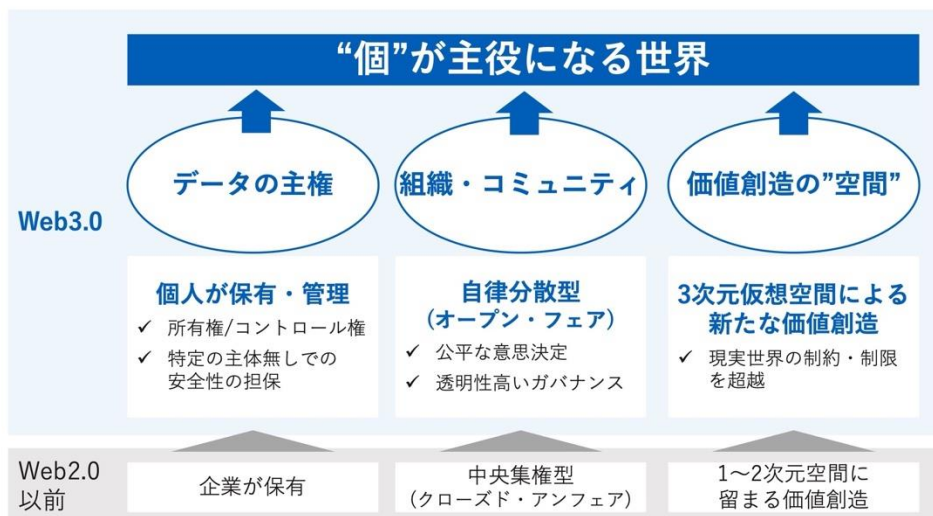 “個”が主役になる世界
データの主権
組織・コミュニティ
価値創造の”空間”
Web3.0
個人が保有・管理
✓ 所有権/コントロール権
✓ 特定の主体無しでの
安全性の担保
自律分散型
(オープン・フェア)
✓ 公平な意思決定
✓ 透明性高いガバナンス
3次元仮想空間による
新たな価値創造
✓ 現実世界の制約・制限
を超越
Web2.0
以前
企業が保有
中央集権型
(クローズド・アンフェア)
1～2次元空間に
留まる価値創造